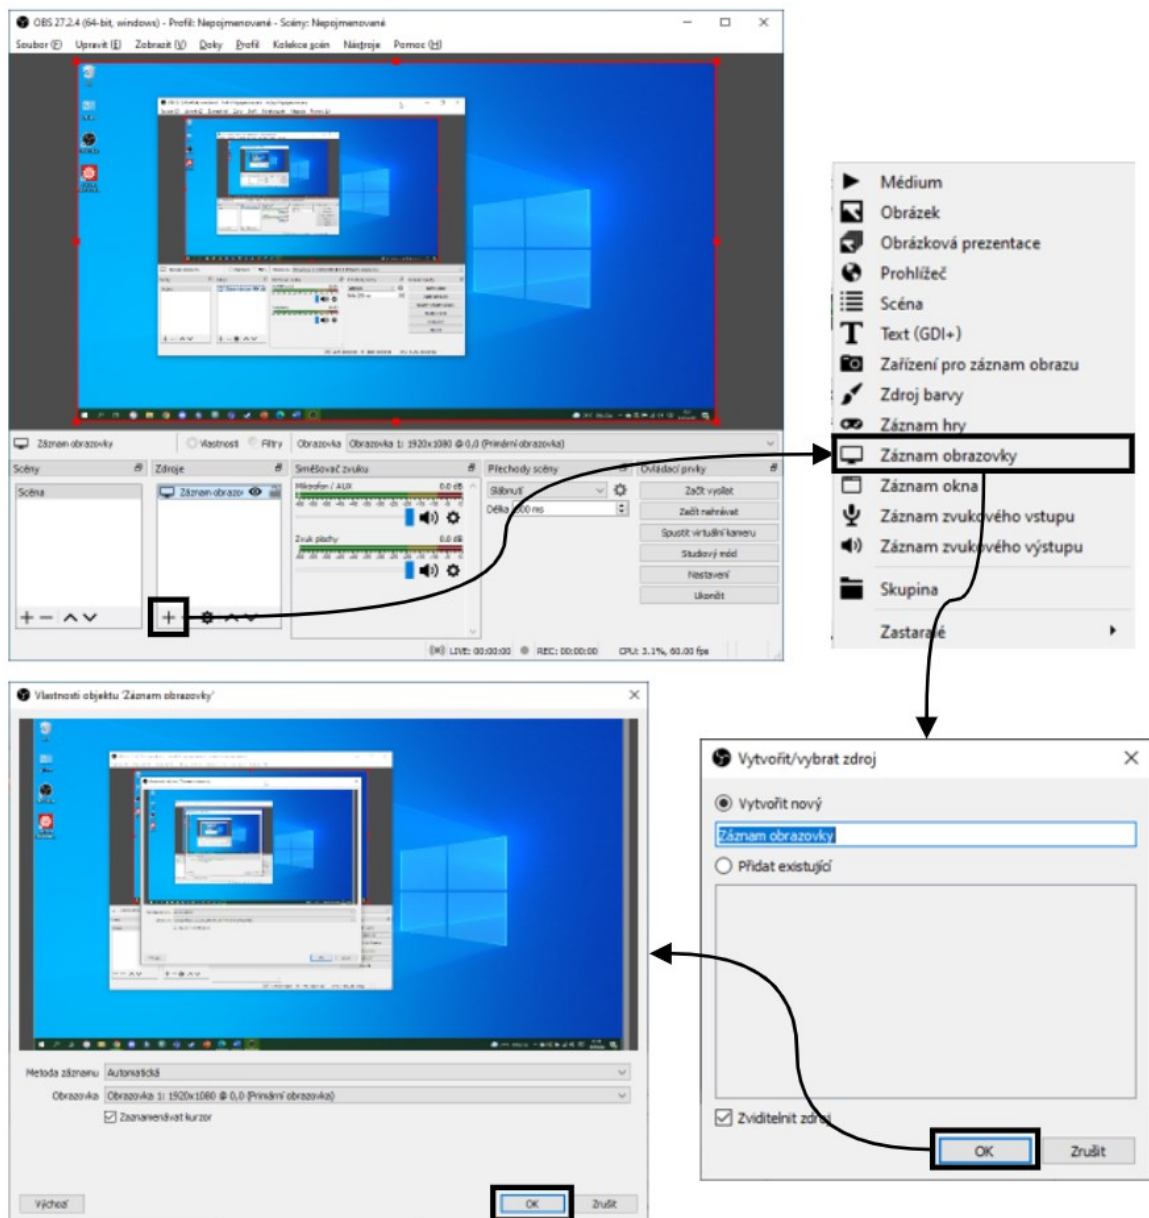 OBS 27.2.4 (64-bit, windows) - Profil: Nepojmenované - Scény: Nepojmenované
Soubor (F) Upravit (E) Zobrazit (V) Doky Profil Kolekce scén Nástroje Pomoc (H)
Záznam obrazovky Vlastnosti Filtry Obrazovka Obrazovka 1: 1920x1080 @ 0,0 (Primární obrazovka)
Scény Zdroje Směšovač zvuku Přechody scény Ovládací prvky
Scéna
Záznam obrazov
Mikrofon / AUX 0.0 dB
Zvuk plochy 0.0 dB
Slábnutí
Délka 300 ms
Začít vysílat
Začít nahrávat
Spustit virtuální kameru
Studiový mód
Nastavení
Ukončit
LIVE: 00:00:00 REC: 00:00:00 CPU: 3.1%, 60.00 fps
Médium
Obrázek
Obrázková prezentace
Prohlížeč
Scéna
Text (GDI+)
Zařízení pro záznam obrazu
Zdroj barvy
Záznam hry
Záznam obrazovky
Záznam okna
Záznam zvukového vstupu
Záznam zvukového výstupu
Skupina
Zastaralé
Vlastnosti objektu 'Záznam obrazovky'
Metoda záznamu Automatická
Obrazovka Obrazovka 1: 1920x1080 @ 0,0 (Primární obrazovka)
Zaznamenávat kurzor
Výchozí OK Zrušit
Vytvořit/vybrat zdroj
Vytvořit nový
Záznam obrazovky
Přidat existující
Zviditelnit zdroj
OK Zrušit